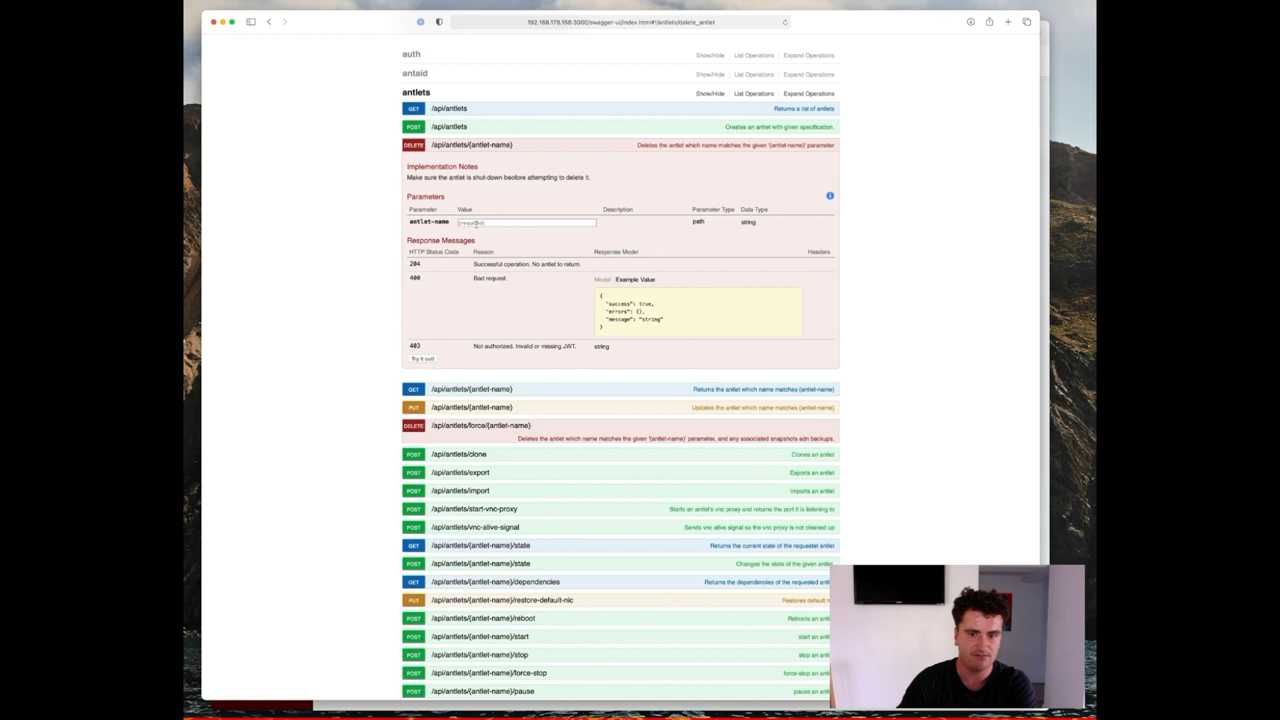 192.168.178.158:3000/swagger-ui/index.html#!/antlets/delete_antlet
auth Show/Hide List Operations Expand Operations
antaid Show/Hide List Operations Expand Operations
antlets Show/Hide List Operations Expand Operations
GET /api/antlets Returns a list of antlets
POST /api/antlets Creates an antlet with given specification.
DELETE /api/antlets/{antlet-name} Deletes the antlet which name matches the given '{antlet-name}' parameter
Implementation Notes
Make sure the antlet is shut-down beofore attempting to delete it.
Parameters
Parameter Value Description Parameter Type Data Type
antlet-name (required) path string
Response Messages
HTTP Status Code Reason Response Model Headers
204 Successful operation. No antlet to return.
400 Bad request. Model Example Value
{
"success": true,
"errors": {},
"message": "string"
}
403 Not authorized. Invalid or missing JWT. string
Try it out!
GET /api/antlets/{antlet-name} Returns the antlet which name matches {antlet-name}
PUT /api/antlets/{antlet-name} Updates the antlet which name matches {antlet-name}
DELETE /api/antlets/force/{antlet-name}
Deletes the antlet which name matches the given '{antlet-name}' parameter, and any associated snapshots adn backups.
POST /api/antlets/clone Clones an antlet
POST /api/antlets/export Exports an antlet
POST /api/antlets/import Imports an antlet
POST /api/antlets/start-vnc-proxy Starts an antlet's vnc proxy and returns the port it is listening to
POST /api/antlets/vnc-alive-signal Sends vnc alive signal so the vnc proxy is not cleaned up
GET /api/antlets/{antlet-name}/state Returns the current state of the requestet antlet
POST /api/antlets/{antlet-name}/state Changes the state of the given antlet
GET /api/antlets/{antlet-name}/dependencies Returns the dependencies of the requested
PUT /api/antlets/{antlet-name}/restore-default-nic Restores default
POST /api/antlets/{antlet-name}/reboot Reboots an
POST /api/antlets/{antlet-name}/start start an
POST /api/antlets/{antlet-name}/stop stop an
POST /api/antlets/{antlet-name}/force-stop force-stop an
POST /api/antlets/{antlet-name}/pause pause an